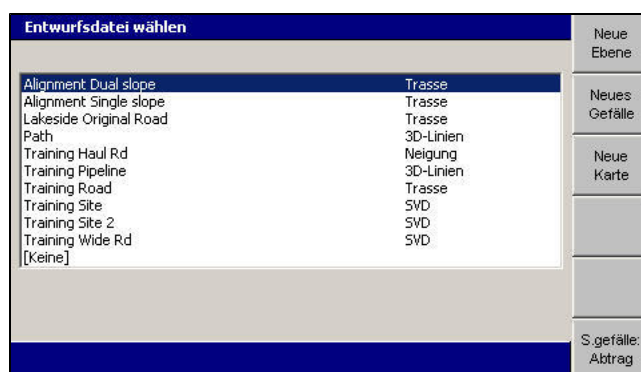 Entwurfsdatei wählen
Alignment Dual slope Trasse
Alignment Single slope Trasse
Lakeside Original Road Trasse
Path 3D-Linien
Training Haul Rd Neigung
Training Pipeline 3D-Linien
Training Road Trasse
Training Site SVD
Training Site 2 SVD
Training Wide Rd SVD
[Keine]
Neue
Ebene
Neues
Gefälle
Neue
Karte
S.gefälle:
Abtrag